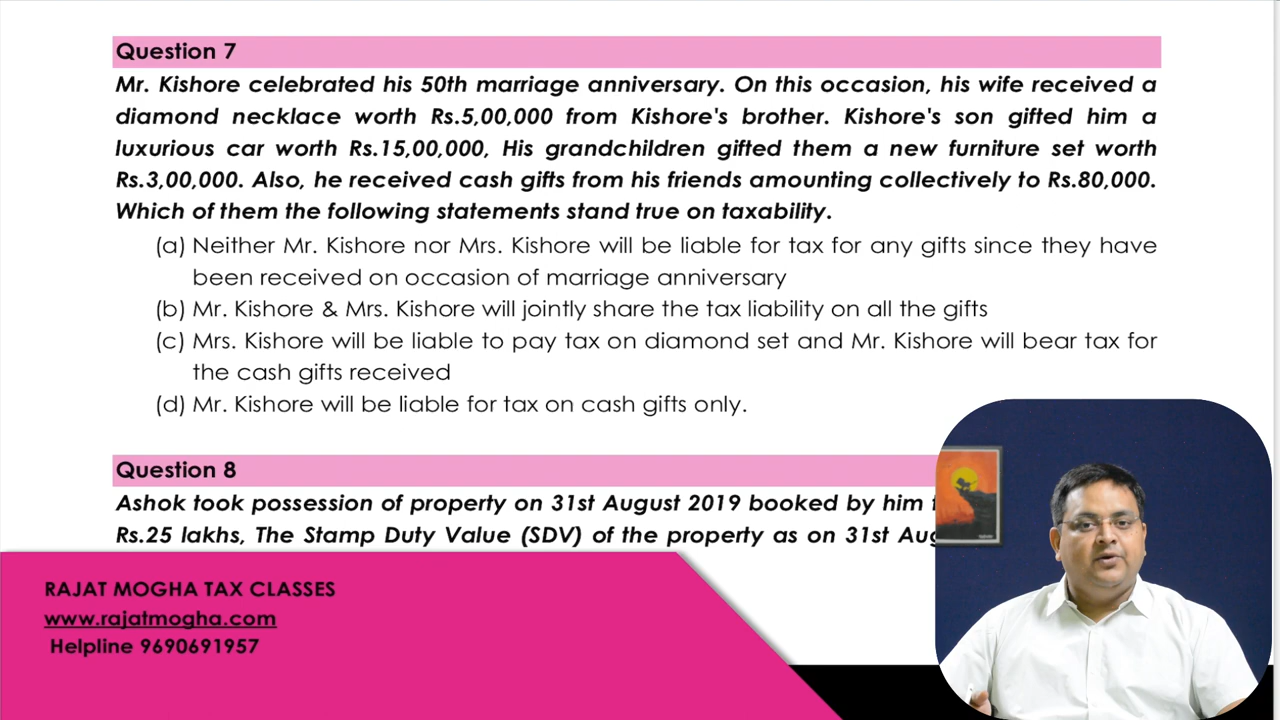 Question 7
Mr. Kishore celebrated his 50th marriage anniversary. On this occasion, his wife received a
diamond necklace worth Rs.5,00,000 from Kishore's brother. Kishore's son gifted him a
luxurious car worth Rs.15,00,000, His grandchildren gifted them a new furniture set worth
Rs.3,00,000. Also, he received cash gifts from his friends amounting collectively to Rs.80,000.
Which of them the following statements stand true on taxability.
(a) Neither Mr. Kishore nor Mrs. Kishore will be liable for tax for any gifts since they have
been received on occasion of marriage anniversary
(b) Mr. Kishore & Mrs. Kishore will jointly share the tax liability on all the gifts
(c) Mrs. Kishore will be liable to pay tax on diamond set and Mr. Kishore will bear tax for
the cash gifts received
(d) Mr. Kishore will be liable for tax on cash gifts only.
Question 8
Ashok took possession of property on 31st August 2019 booked by him
Rs.25 lakhs, The Stamp Duty Value (SDV) of the property as on 31st
RAJAT MOGHA TAX CLASSES
www.rajatmogha.com
Helpline 9690691957